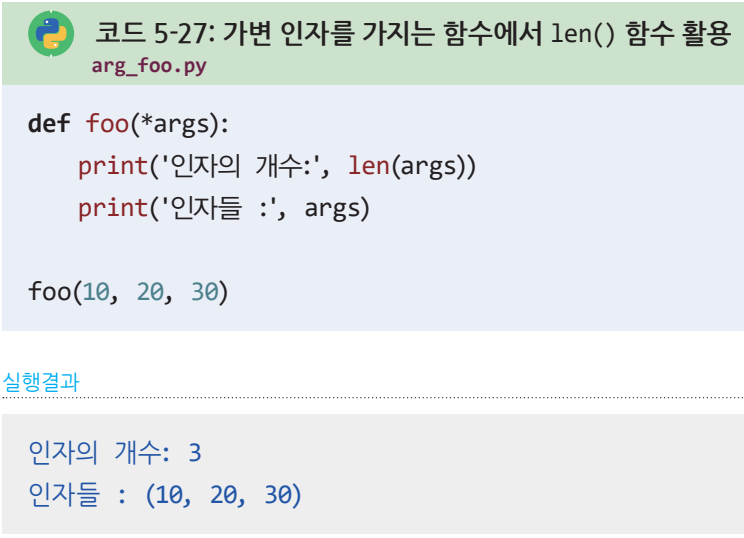 코드 5-27: 가변 인자를 가지는 함수에서 len() 함수 활용
arg_foo.py
def foo(*args):
    print('인자의 개수:', len(args))
    print('인자들 :', args)
foo(10, 20, 30)
실행결과
인자의 개수: 3
인자들 : (10, 20, 30)